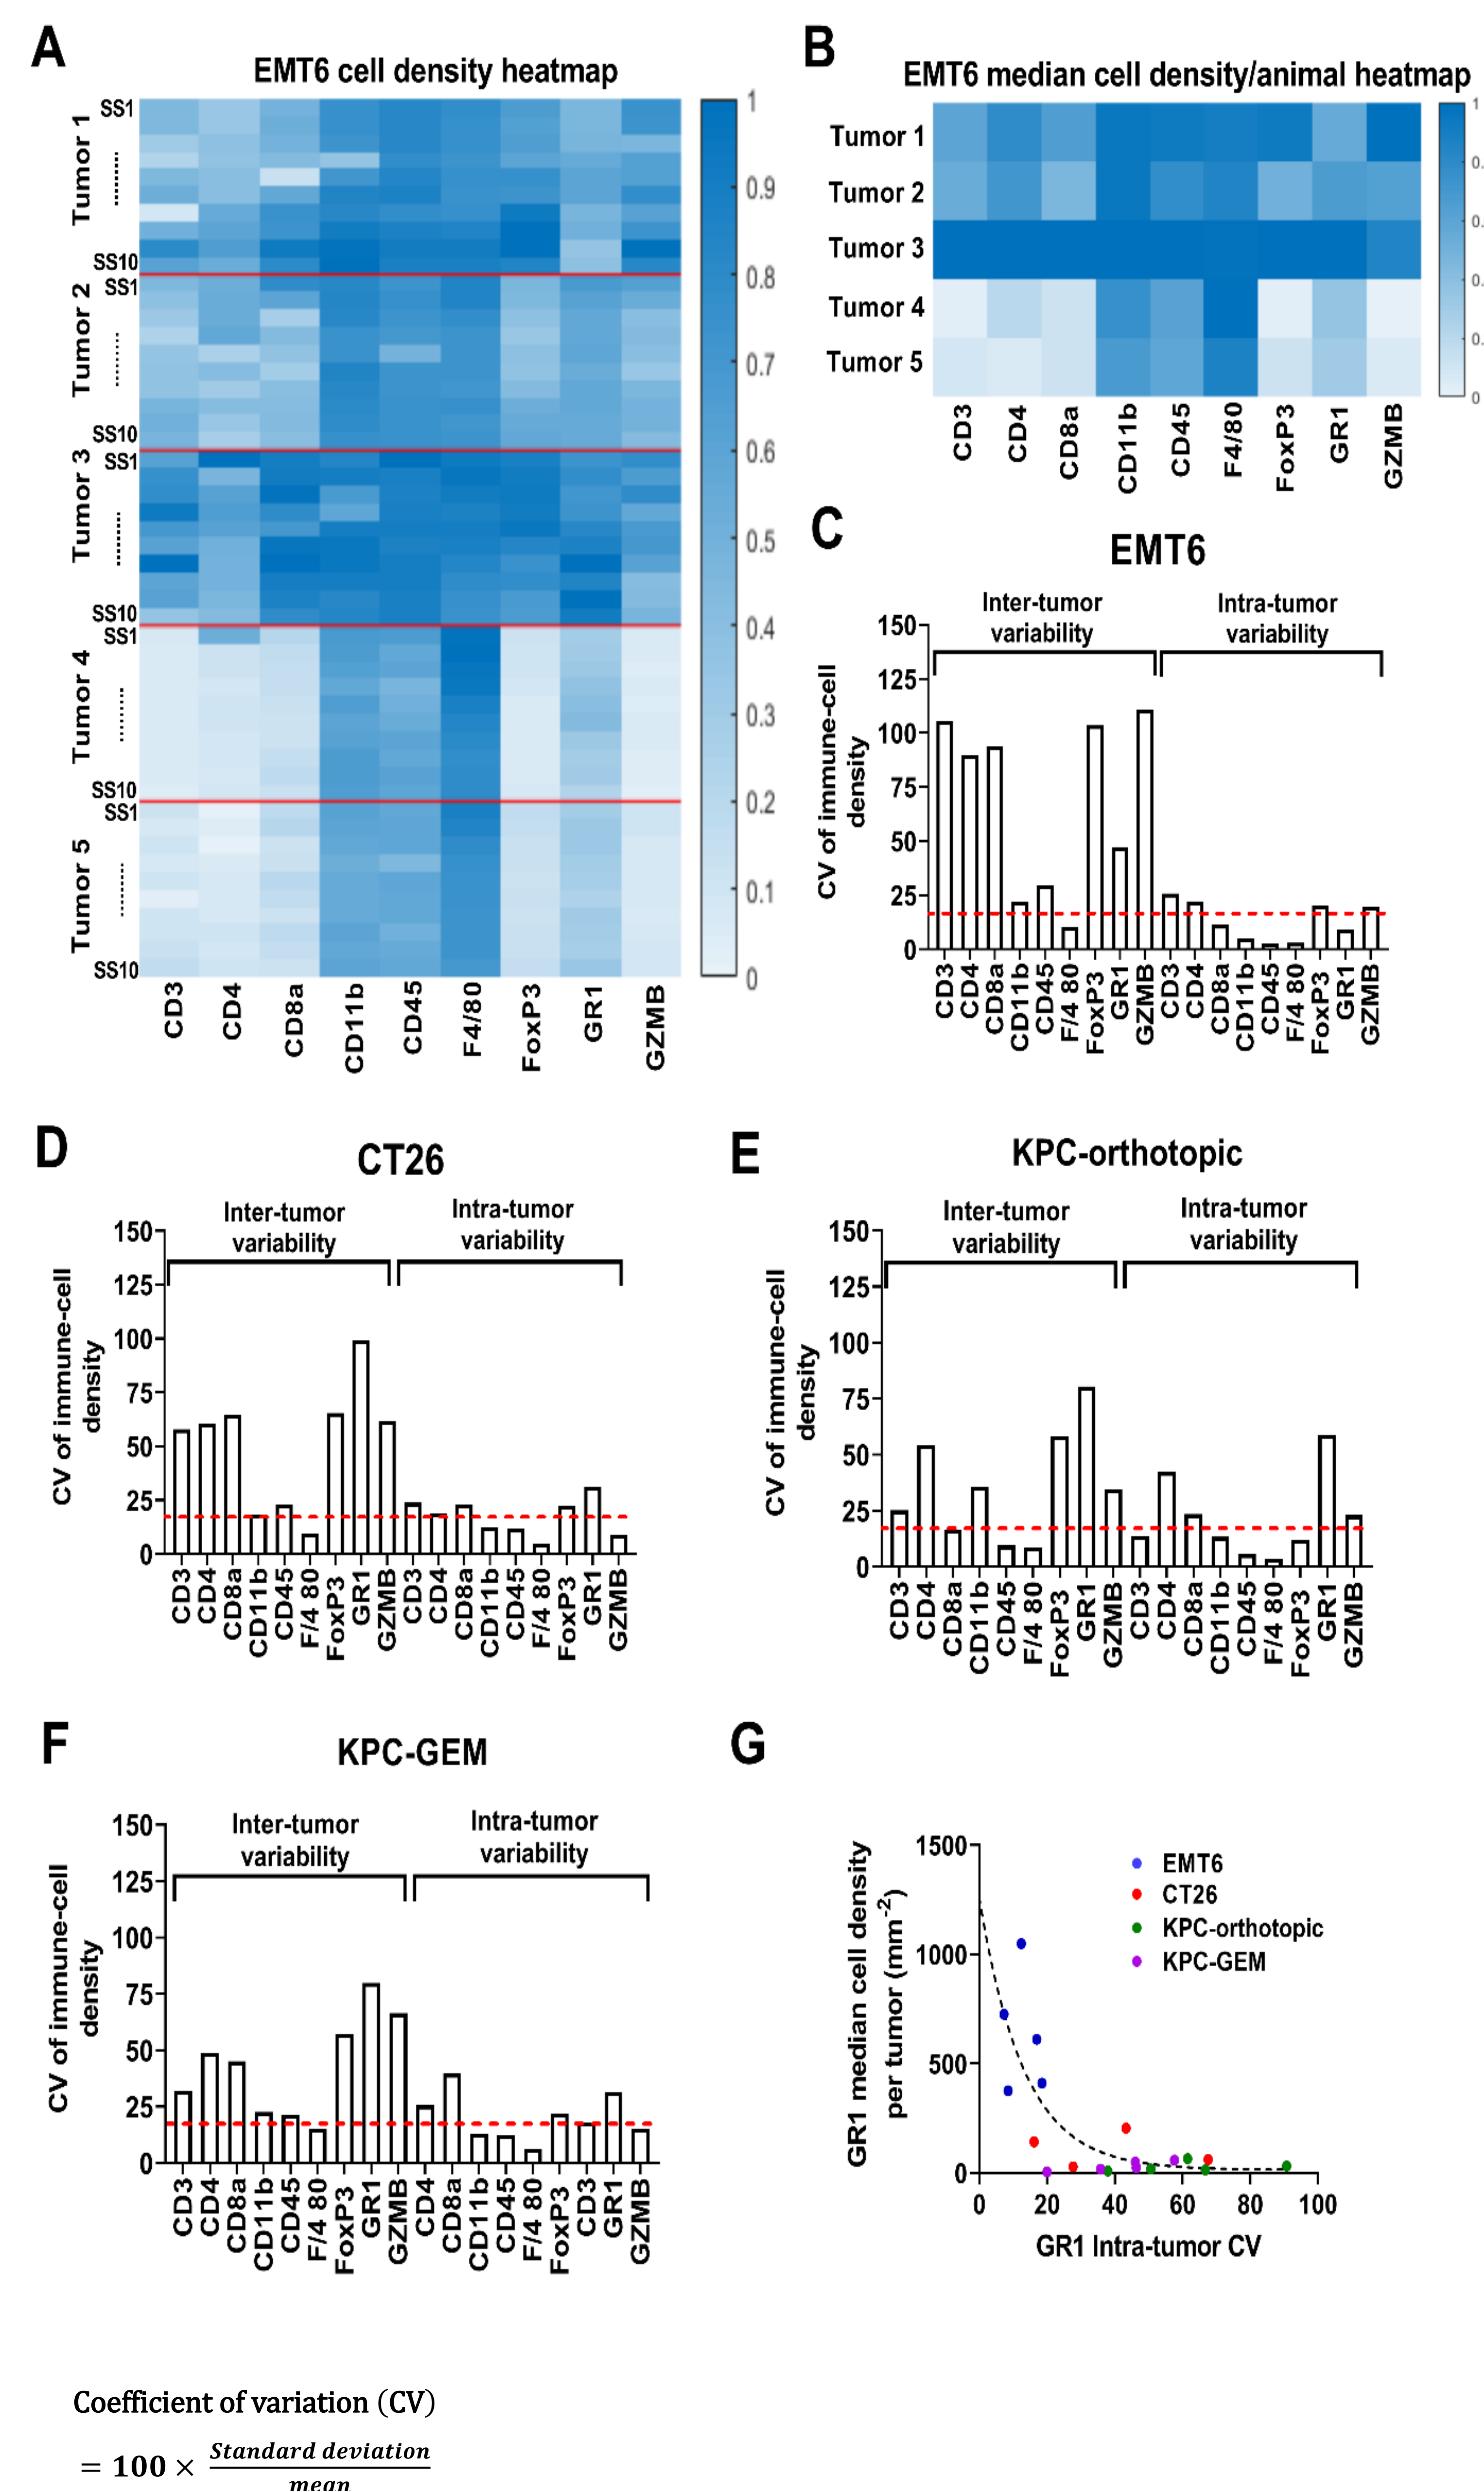 A
EMT6 cell density heatmap
Tumor 1
SS1
SS10
Tumor 2
SS1
SS10
Tumor 3
SS1
SS10
Tumor 4
SS1
SS10
Tumor 5
SS1
SS10
1
0.9
0.8
0.7
0.6
0.5
0.4
0.3
0.2
0.1
0
CD3
CD4
CD8a
CD11b
CD45
F4/80
FoxP3
GR1
GZMB
B
EMT6 median cell density/animal heatmap
Tumor 1
Tumor 2
Tumor 3
Tumor 4
Tumor 5
1
0.
0.
0.
0.
0
CD3
CD4
CD8a
CD11b
CD45
F4/80
FoxP3
GR1
GZMB
C
EMT6
Inter-tumor
variability
Intra-tumor
variability
CV of immune-cell
density
150
125
100
75
50
25
0
CD3
CD4
CD8a
CD11b
CD45
F/4 80
FoxP3
GR1
GZMB
CD3
CD4
CD8a
CD11b
CD45
F/4 80
FoxP3
GR1
GZMB
D
CT26
Inter-tumor
variability
Intra-tumor
variability
CV of immune-cell
density
150
125
100
75
50
25
0
CD3
CD4
CD8a
CD11b
CD45
F/4 80
FoxP3
GR1
GZMB
CD3
CD4
CD8a
CD11b
CD45
F/4 80
FoxP3
GR1
GZMB
E
KPC-orthotopic
Inter-tumor
variability
Intra-tumor
variability
CV of immune-cell
density
150
125
100
75
50
25
0
CD3
CD4
CD8a
CD11b
CD45
F/4 80
FoxP3
GR1
GZMB
CD3
CD4
CD8a
CD11b
CD45
F/4 80
FoxP3
GR1
GZMB
F
KPC-GEM
Inter-tumor
variability
Intra-tumor
variability
CV of immune-cell
density
150
125
100
75
50
25
0
CD3
CD4
CD8a
CD11b
CD45
F/4 80
FoxP3
GR1
GZMB
CD4
CD8a
CD11b
CD45
F/4 80
FoxP3
CD3
GR1
GZMB
G
GR1 median cell density
per tumor (mm⁻²)
1500
1000
500
0
EMT6
CT26
KPC-orthotopic
KPC-GEM
0 20 40 60 80 100
GR1 Intra-tumor CV
Coefficient of variation (CV)
= 100 × Standard deviation
mean